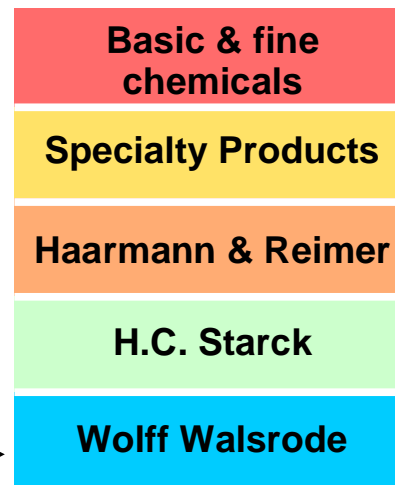 Basic & fine
chemicals
Specialty Products
Haarmann & Reimer
H.C. Starck
Wolff Walsrode